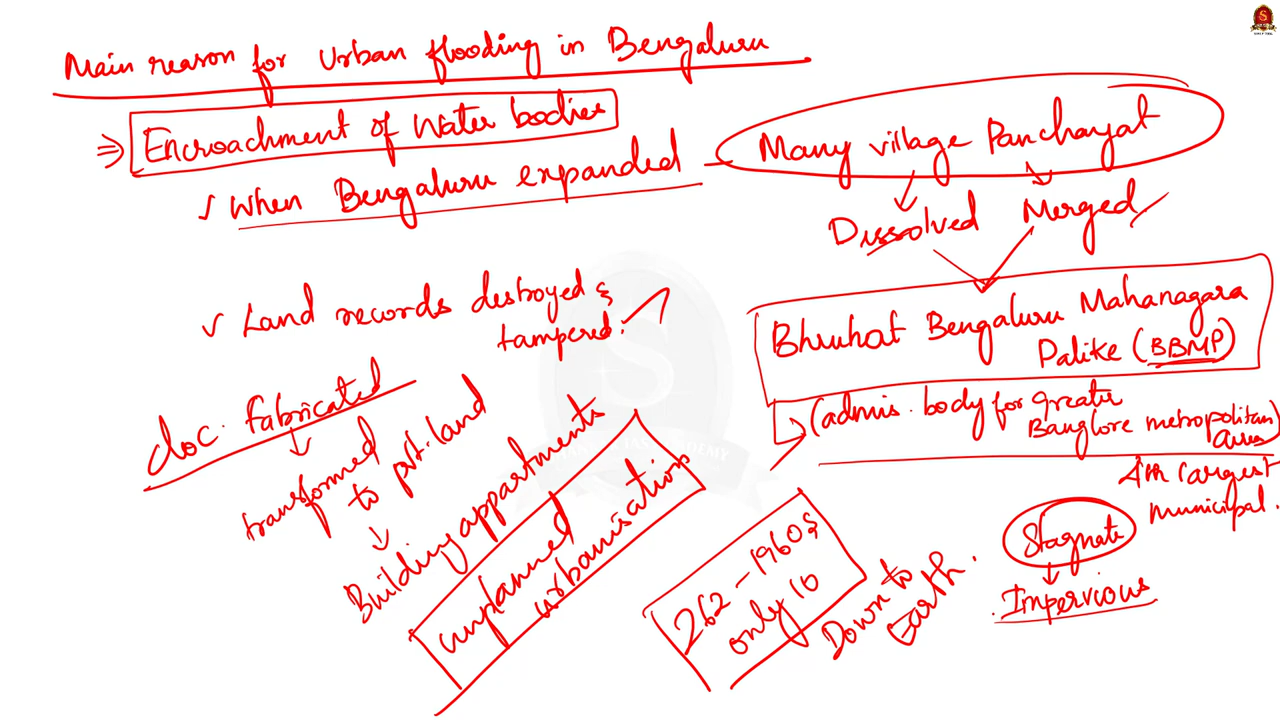 Main reason for Urban flooding in Bengaluru
⇒ Encroachment of Water bodies
✓ When Bengaluru expanded – Many village Panchayat
Dissolved Merged
Bhruhat Bengaluru Mahanagara
Palike (BBMP)
(admis. body for greater
Banglore metropolitan)
area
4th largest
municipal.
✓ Land records destroyed &
tampered.
doc. fabricated
transformed
to pvt. land
Building appartments
unplanned
urbanisation
262 – 1960s
only 10
Down to
Earth.
Stagnate
Impervious